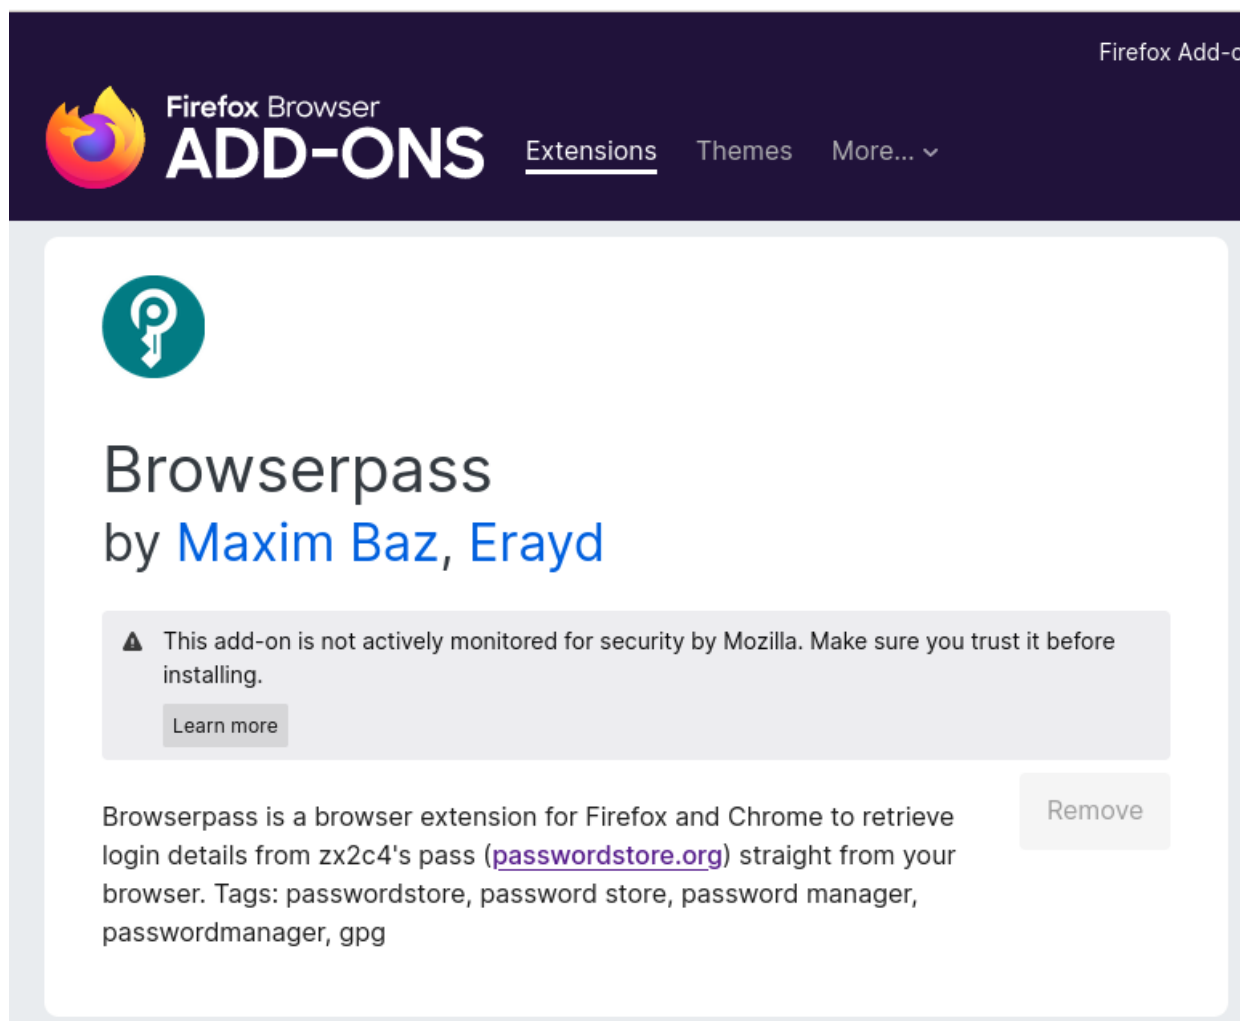 Firefox Add-o
Firefox Browser
ADD-ONS
Extensions Themes More...
Browserpass
by Maxim Baz, Erayd
This add-on is not actively monitored for security by Mozilla. Make sure you trust it before
installing.
Learn more
Remove
Browserpass is a browser extension for Firefox and Chrome to retrieve
login details from zx2c4's pass (passwordstore.org) straight from your
browser. Tags: passwordstore, password store, password manager,
passwordmanager, gpg